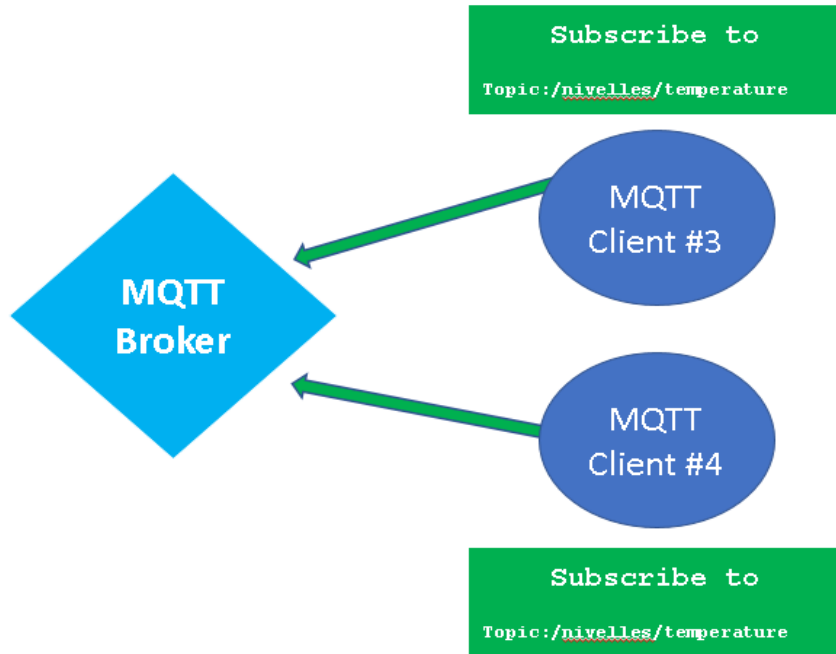 Subscribe to
Topic:/nivelles/temperature
MQTT
Client #3
MQTT
Broker
MQTT
Client #4
Subscribe to
Topic:/nivelles/temperature